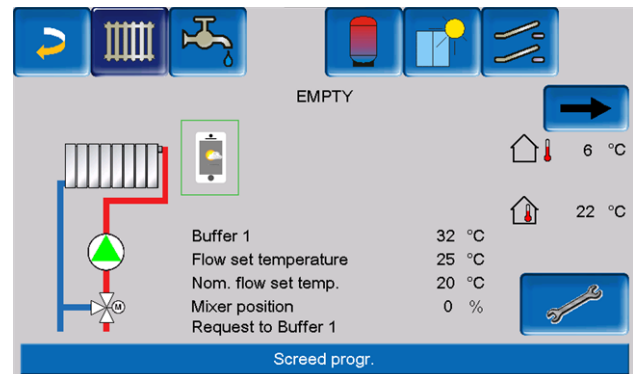 EMPTY
6 °C
22 °C
Buffer 1 32 °C
Flow set temperature 25 °C
Nom. flow set temp. 20 °C
Mixer position 0 %
Request to Buffer 1
M
Screed progr.